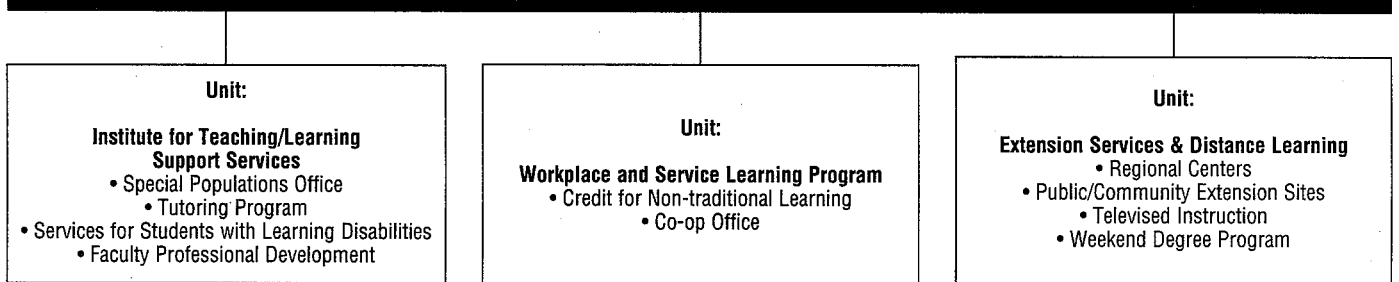 Unit:
Institute for Teaching/Learning
Support Services
• Special Populations Office
• Tutoring Program
• Services for Students with Learning Disabilities
• Faculty Professional Development
Unit:
Workplace and Service Learning Program
• Credit for Non-traditional Learning
• Co-op Office
Unit:
Extension Services & Distance Learning
• Regional Centers
• Public/Community Extension Sites
• Televised Instruction
• Weekend Degree Program